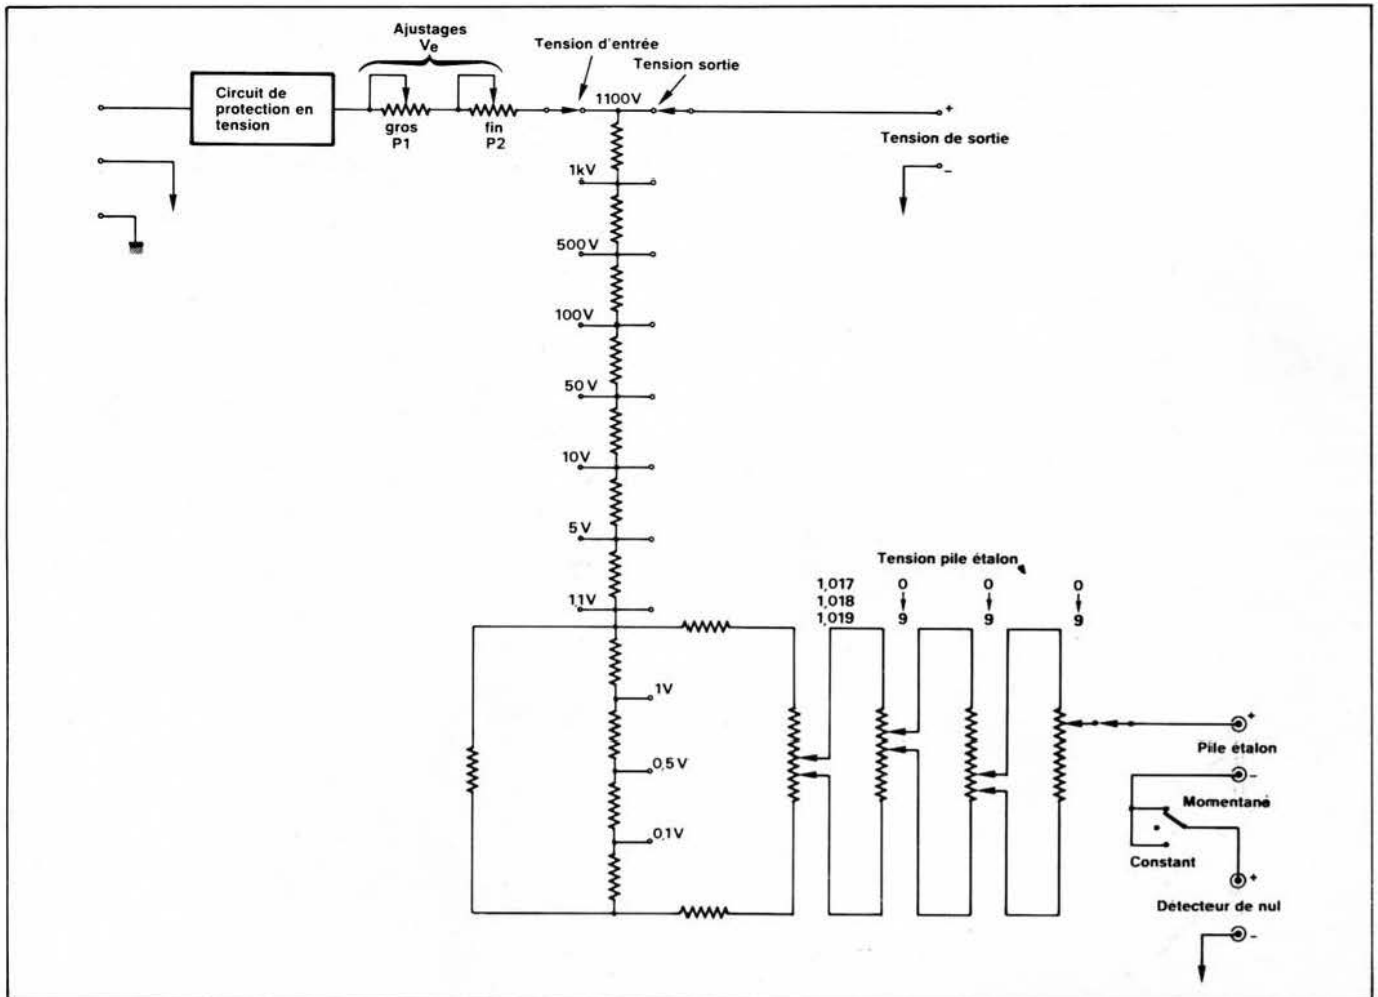 Ajustages
Ve
Tension d'entrée
Tension sortie
Circuit de
protection en
tension
1100V
+
gros
P1
fin
P2
Tension de sortie
–
1kV
500V
100V
50V
10V
5V
Tension pile étalon
1,1V
1,017
1,018
1,019
0
9
0
9
0
9
1V
+
Pile étalon
0,5V
–
Momentané
0,1V
Constant
+
Détecteur de nul
–